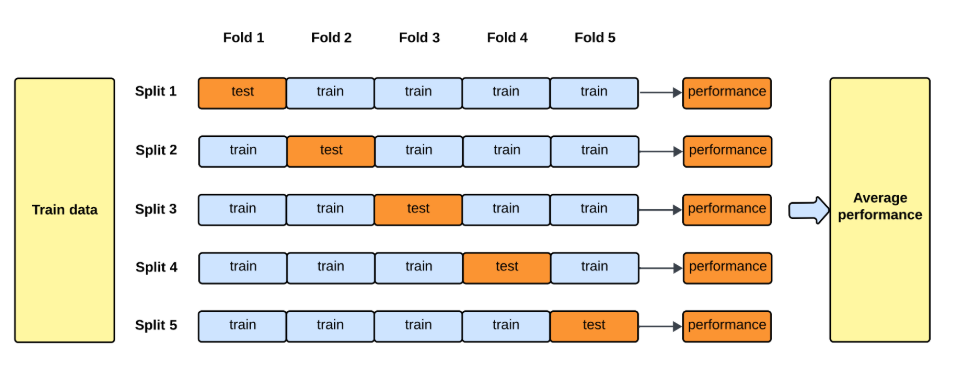 Fold 1 Fold 2 Fold 3 Fold 4 Fold 5
Split 1 test train train train train performance
Split 2 train test train train train performance
Train data
Split 3 train train test train train performance
Average
performance
Split 4 train train train test train performance
Split 5 train train train train test performance